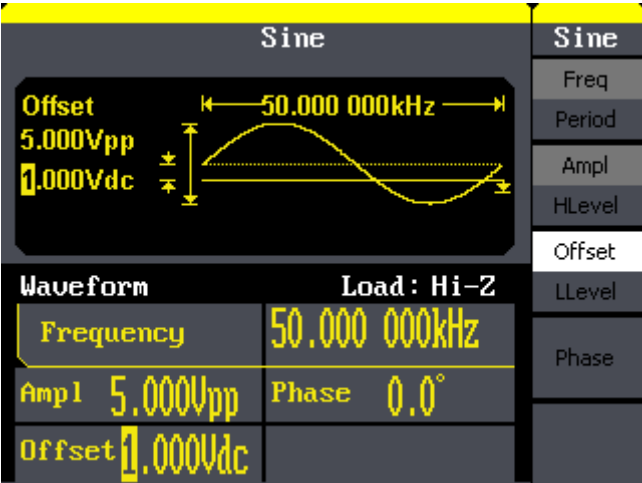 Sine
Offset
50.000 000kHz
5.000Vpp
1.000Vdc
Waveform Load: Hi-Z
Frequency 50.000 000kHz
Ampl 5.000Vpp Phase 0.0°
Offset 1.000Vdc
Sine
Freq
Period
Ampl
HLevel
Offset
LLevel
Phase